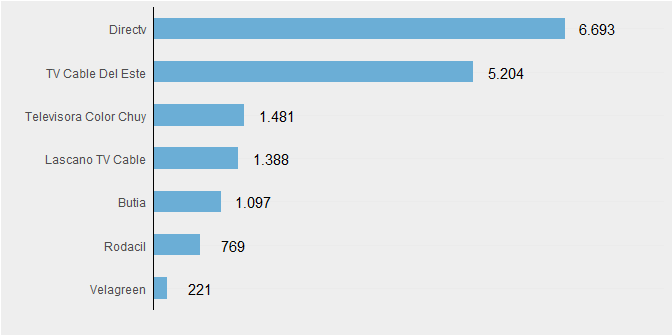 Directv 6.693
TV Cable Del Este 5.204
Televisora Color Chuy 1.481
Lascano TV Cable 1.388
Butia 1.097
Rodacil 769
Velagreen 221